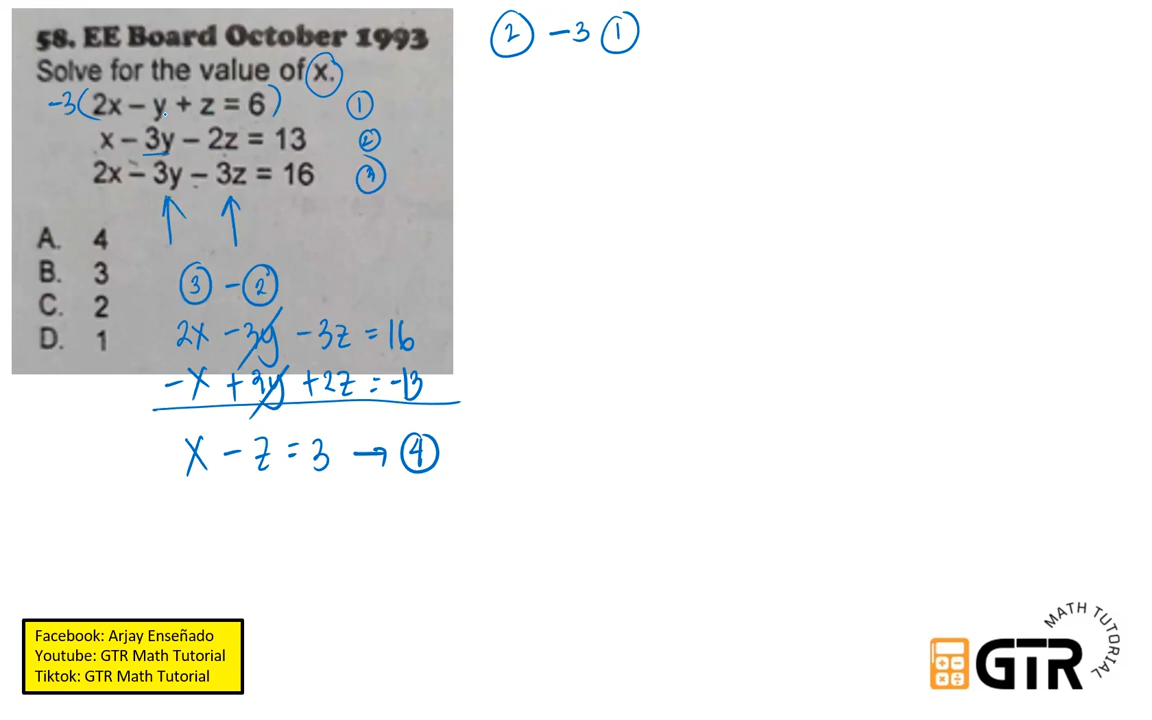 58. EE Board October 1993
Solve for the value of x.
-3(2x – y + z = 6) ①
x – 3y – 2z = 13 ②
2x – 3y – 3z = 16 ③
A. 4
B. 3
C. 2
D. 1
③ - ②
2x - 3y - 3z = 16
-x + 3y + 2z = -13
x - z = 3 → ④
② - 3 ①
Facebook: Arjay Enseñado
Youtube: GTR Math Tutorial
Tiktok: GTR Math Tutorial
GTR
MATH TUTORIAL